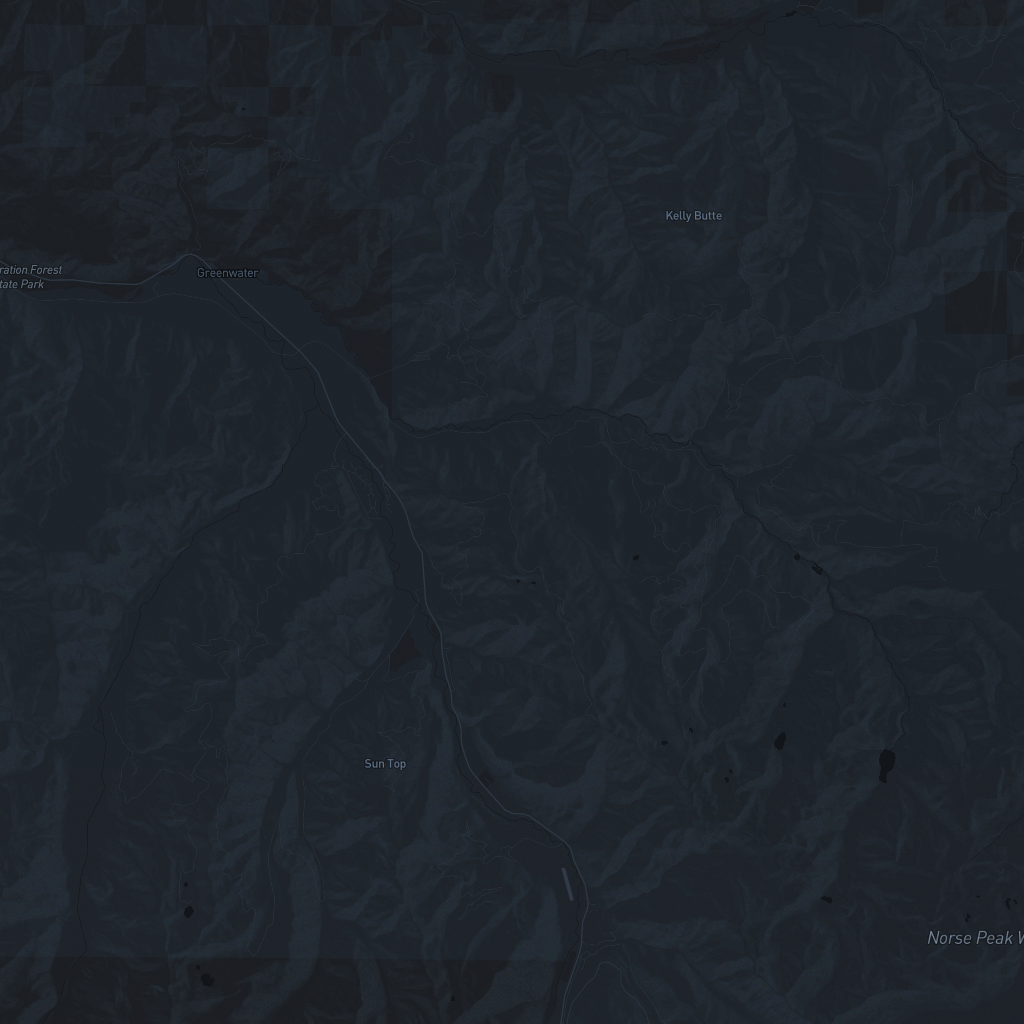 Kelly Butte
ration Forest
tate Park
Greenwater
Sun Top
Norse Peak W